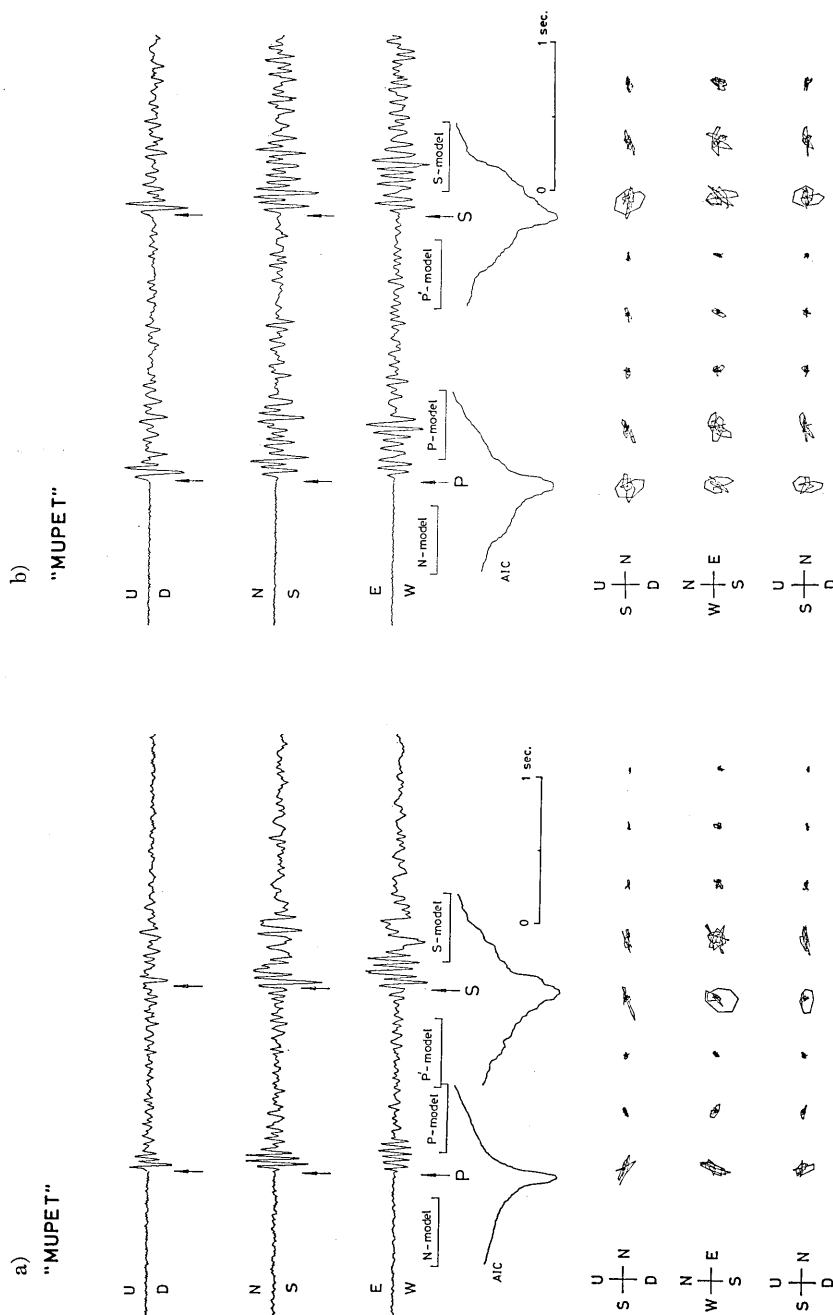 a)
"MUPET"
U
D
N
S
E
W
N-model
P-model
P'-model
S-model
P
S
AIC
0
1 sec.
U
S
N
D
N
W
E
S
U
S
N
D
b)
"MUPET"
U
D
N
S
E
W
N-model
P-model
P'-model
S-model
P
S
AIC
0
1 sec.
U
S
N
D
N
W
E
S
U
S
N
D